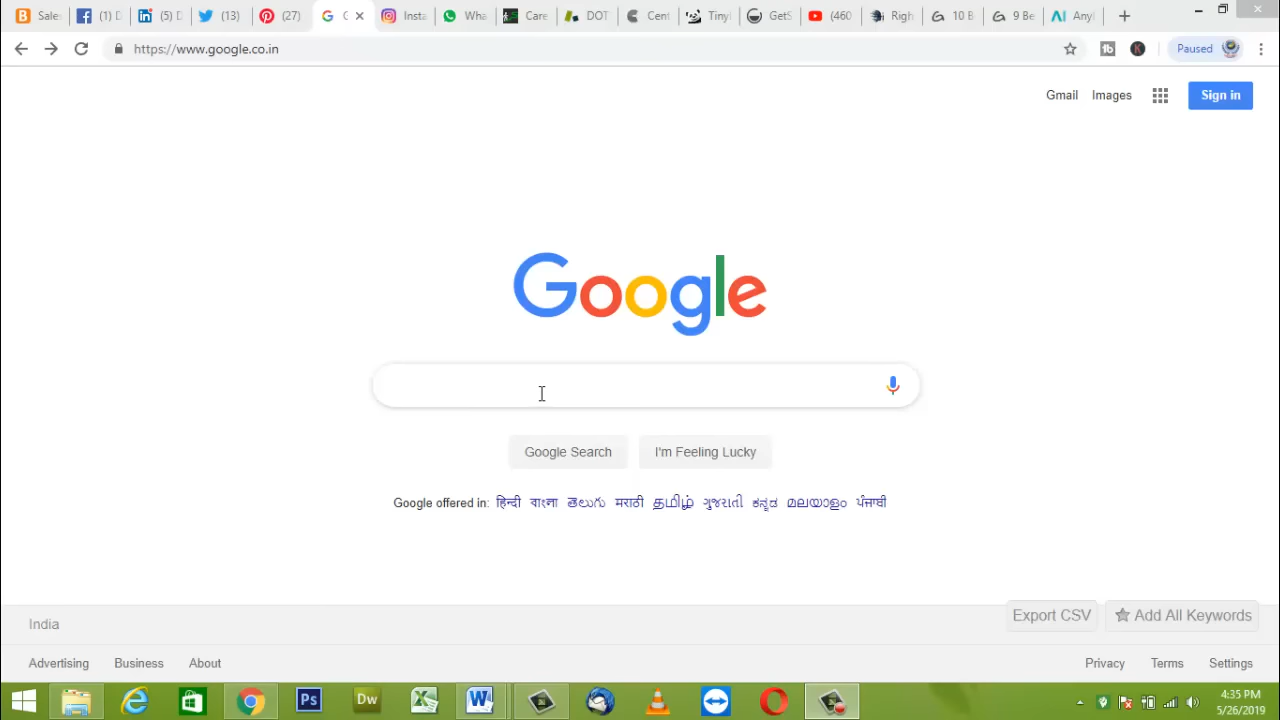 Sales (1) D (5) D (13) (27) G Insta Wha Care DOT Cent Tinyl GetS (460 Righ 10 B 9 Be Anyl
https://www.google.co.in Paused
Gmail Images Sign in
Google
Google Search I'm Feeling Lucky
Google offered in: हिन्दी বাংলা తెలుగు मराठी தமிழ் ગુજરાતી ಕನ್ನಡ മലയാളം ਪੰਜਾਬੀ
Export CSV Add All Keywords
India
Advertising Business About Privacy Terms Settings
Ps Dw 4:35 PM
5/26/2019